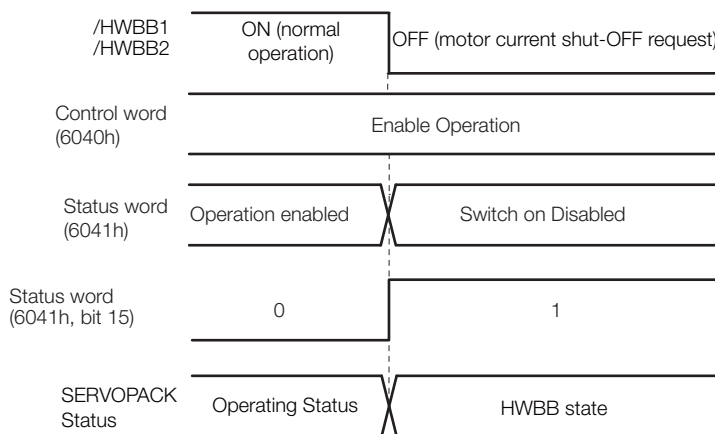 /HWBB1
/HWBB2
ON (normal
operation)
OFF (motor current shut-OFF request)
Control word
(6040h)
Enable Operation
Status word
(6041h)
Operation enabled
Switch on Disabled
Status word
(6041h, bit 15)
0
1
SERVOPACK
Status
Operating Status
HWBB state